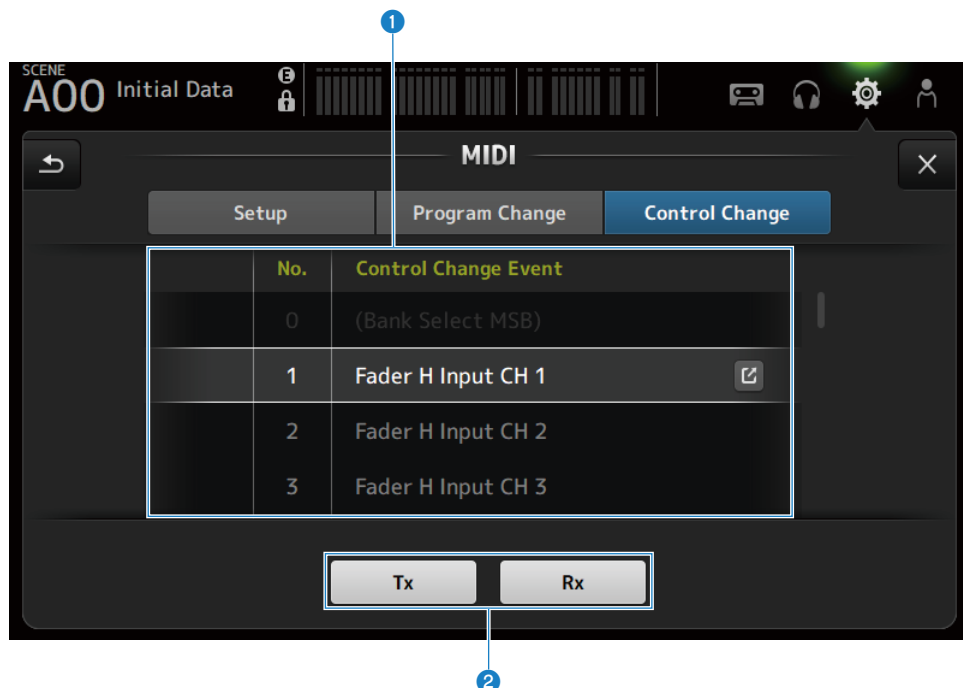 1
SCENE
A00 Initial Data E
MIDI
Setup Program Change Control Change
No. Control Change Event
0 (Bank Select MSB)
1 Fader H Input CH 1
2 Fader H Input CH 2
3 Fader H Input CH 3
Tx Rx
2